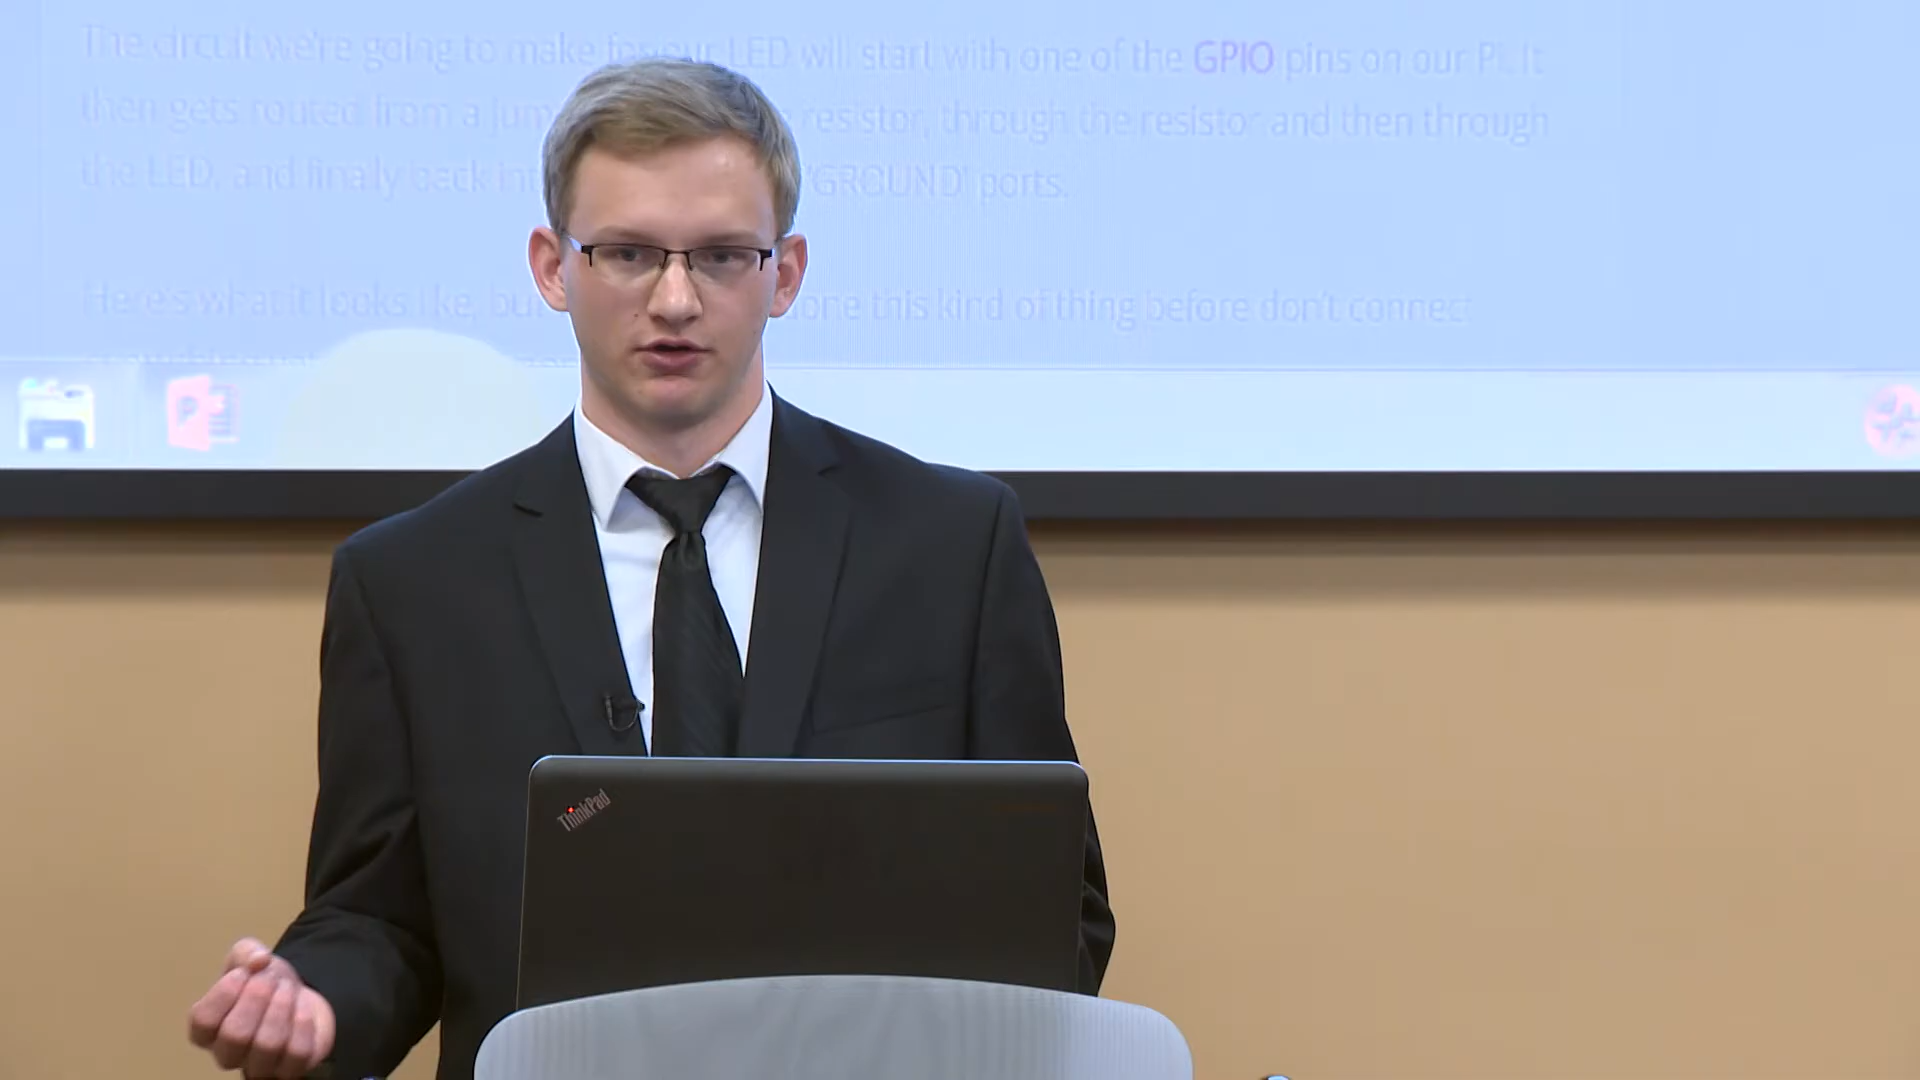 The circuit we're going to make for our LED will start with one of the GPIO pins on our Pi. It
then gets routed from a jum resistor, through the resistor and then through
the LED, and finally back int 'GROUND' ports.
Here's what it looks like, but one this kind of thing before don't connect
ThinkPad